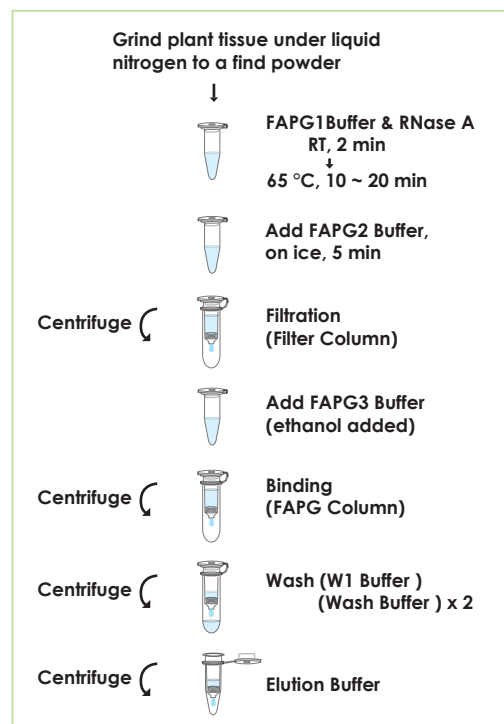 Grind plant tissue under liquid
nitrogen to a find powder
FAPG1Buffer & RNase A
RT, 2 min
65 °C, 10 ~ 20 min
Add FAPG2 Buffer,
on ice, 5 min
Centrifuge
Filtration
(Filter Column)
Add FAPG3 Buffer
(ethanol added)
Centrifuge
Binding
(FAPG Column)
Centrifuge
Wash (W1 Buffer )
(Wash Buffer ) x 2
Centrifuge
Elution Buffer